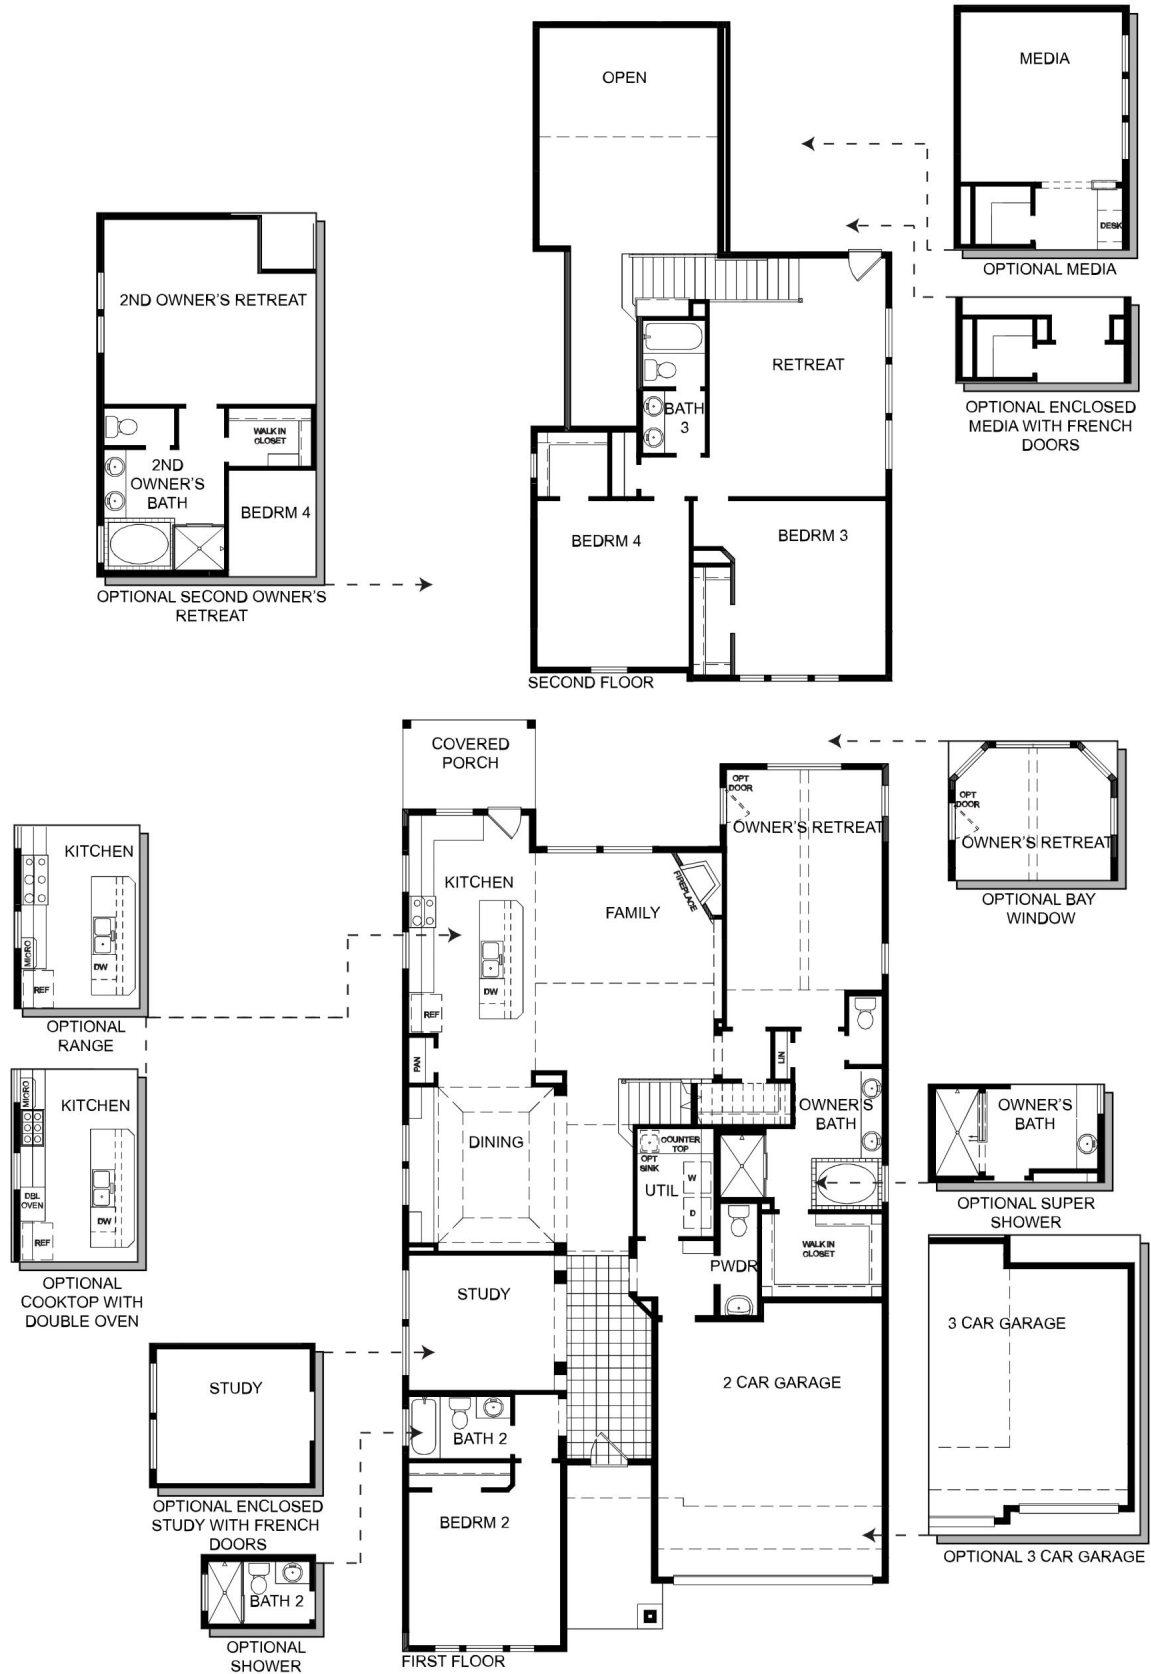 MEDIA
DESK
OPTIONAL MEDIA
OPTIONAL ENCLOSED
MEDIA WITH FRENCH
DOORS
OPEN
RETREAT
BATH
3
BEDRM 4
BEDRM 3
SECOND FLOOR
2ND OWNER'S RETREAT
WALK IN
CLOSET
2ND
OWNER'S
BATH
BEDRM 4
OPTIONAL SECOND OWNER'S
RETREAT
COVERED
PORCH
OPT
DOOR
OWNER'S RETREAT
KITCHEN
FAMILY
FIREPLACE
DW
REF
PAN
LIN
DINING
OWNER'S
BATH
COUNTER
TOP
OPT
SINK
W
UTIL
D
WALK IN
CLOSET
PWDR
STUDY
2 CAR GARAGE
BATH 2
BEDRM 2
FIRST FLOOR
OPT
DOOR
OWNER'S RETREAT
OPTIONAL BAY
WINDOW
OWNER'S
BATH
OPTIONAL SUPER
SHOWER
3 CAR GARAGE
OPTIONAL 3 CAR GARAGE
KITCHEN
MICRO
DW
REF
OPTIONAL
RANGE
MICRO
KITCHEN
DBL
OVEN
DW
REF
OPTIONAL
COOKTOP WITH
DOUBLE OVEN
STUDY
OPTIONAL ENCLOSED
STUDY WITH FRENCH
DOORS
BATH 2
OPTIONAL
SHOWER